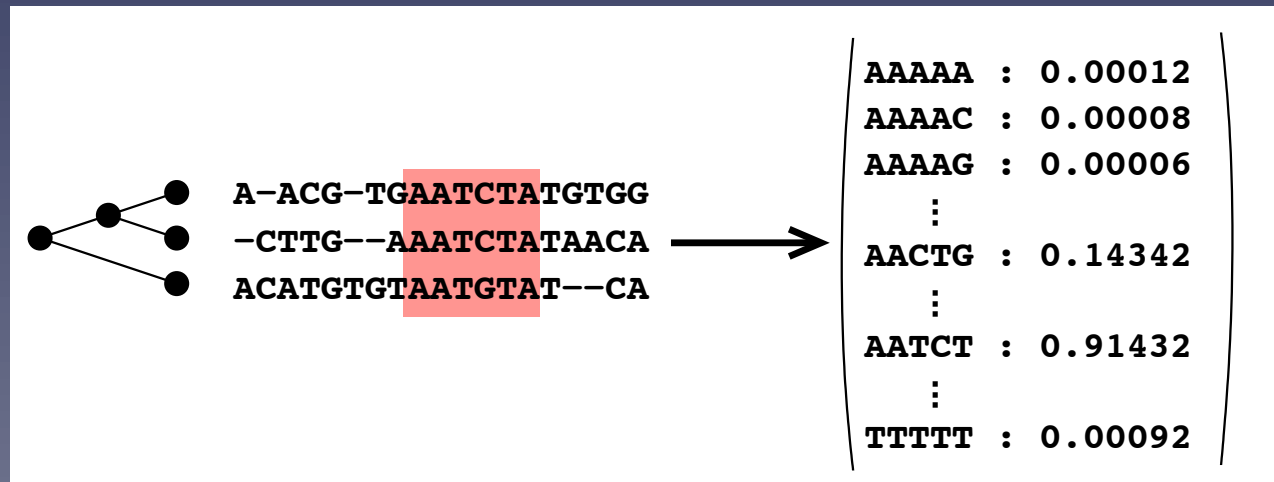 A-ACG-TGAATCTATGTGG
-CTTG--AAATCTATAACA
ACATGTGTAATGTAT--CA
AAAAA : 0.00012
AAAAC : 0.00008
AAAAG : 0.00006
⋮
AACTG : 0.14342
⋮
AATCT : 0.91432
⋮
TTTTT : 0.00092